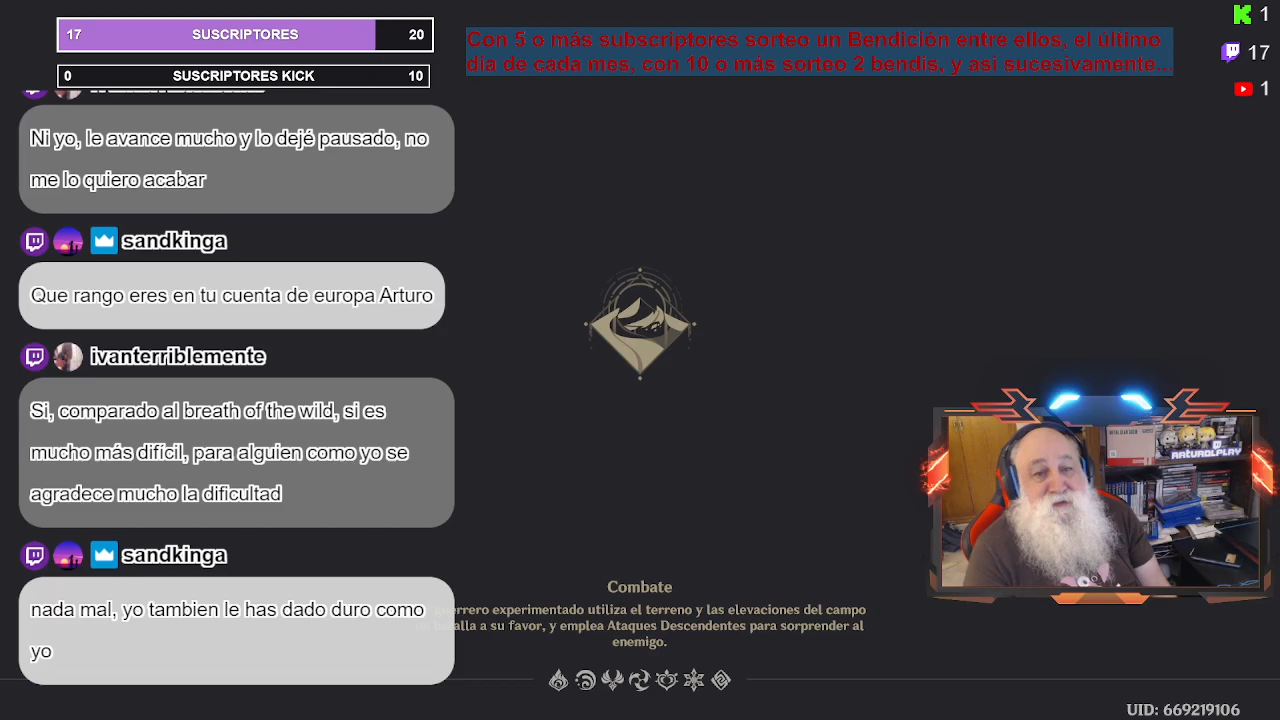 17 SUSCRIPTORES 20
0 SUSCRIPTORES KICK 10
Con 5 o más subscriptores sorteo un Bendición entre ellos, el último
dia de cada mes, con 10 o más sorteo 2 bendis, y asi sucesivamente...
1
17
1
Ni yo, le avance mucho y lo dejé pausado, no
me lo quiero acabar
sandkinga
Que rango eres en tu cuenta de europa Arturo
ivanterriblemente
Si, comparado al breath of the wild, si es
mucho más difícil, para alguien como yo se
agradece mucho la dificultad
sandkinga
nada mal, yo tambien le has dado duro como
yo
ARTUROLPLAY
Combate
guerrero experimentado utiliza el terreno y las elevaciones del campo
a su favor, y emplea Ataques Descendentes para sorprender al
enemigo.
UID: 669219106